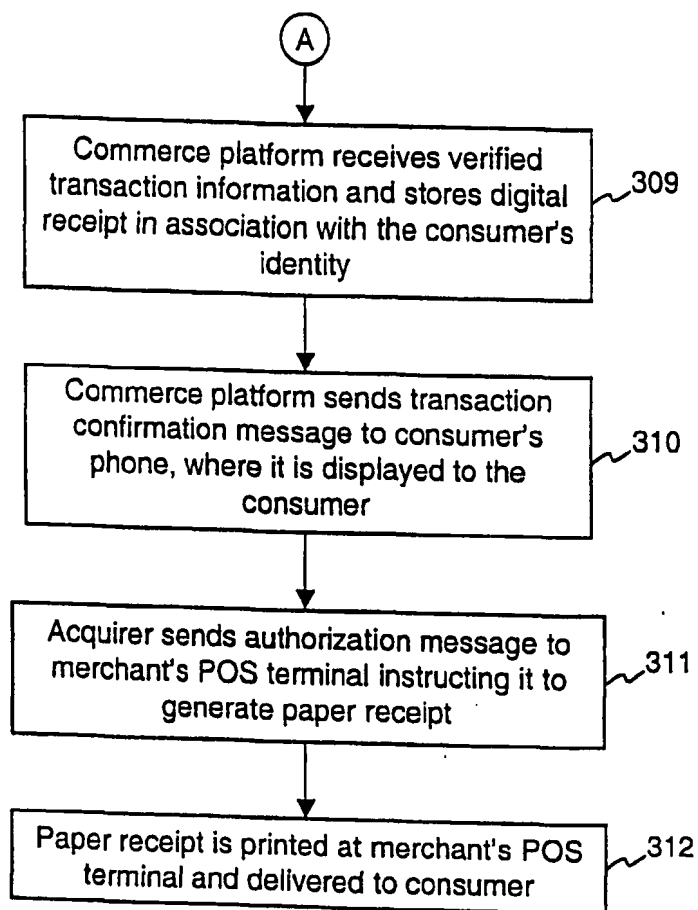 A
Commerce platform receives verified
transaction information and stores digital
receipt in association with the consumer's
identity
309
Commerce platform sends transaction
confirmation message to consumer's
phone, where it is displayed to the
consumer
310
Acquirer sends authorization message to
merchant's POS terminal instructing it to
generate paper receipt
311
Paper receipt is printed at merchant's POS
terminal and delivered to consumer
312